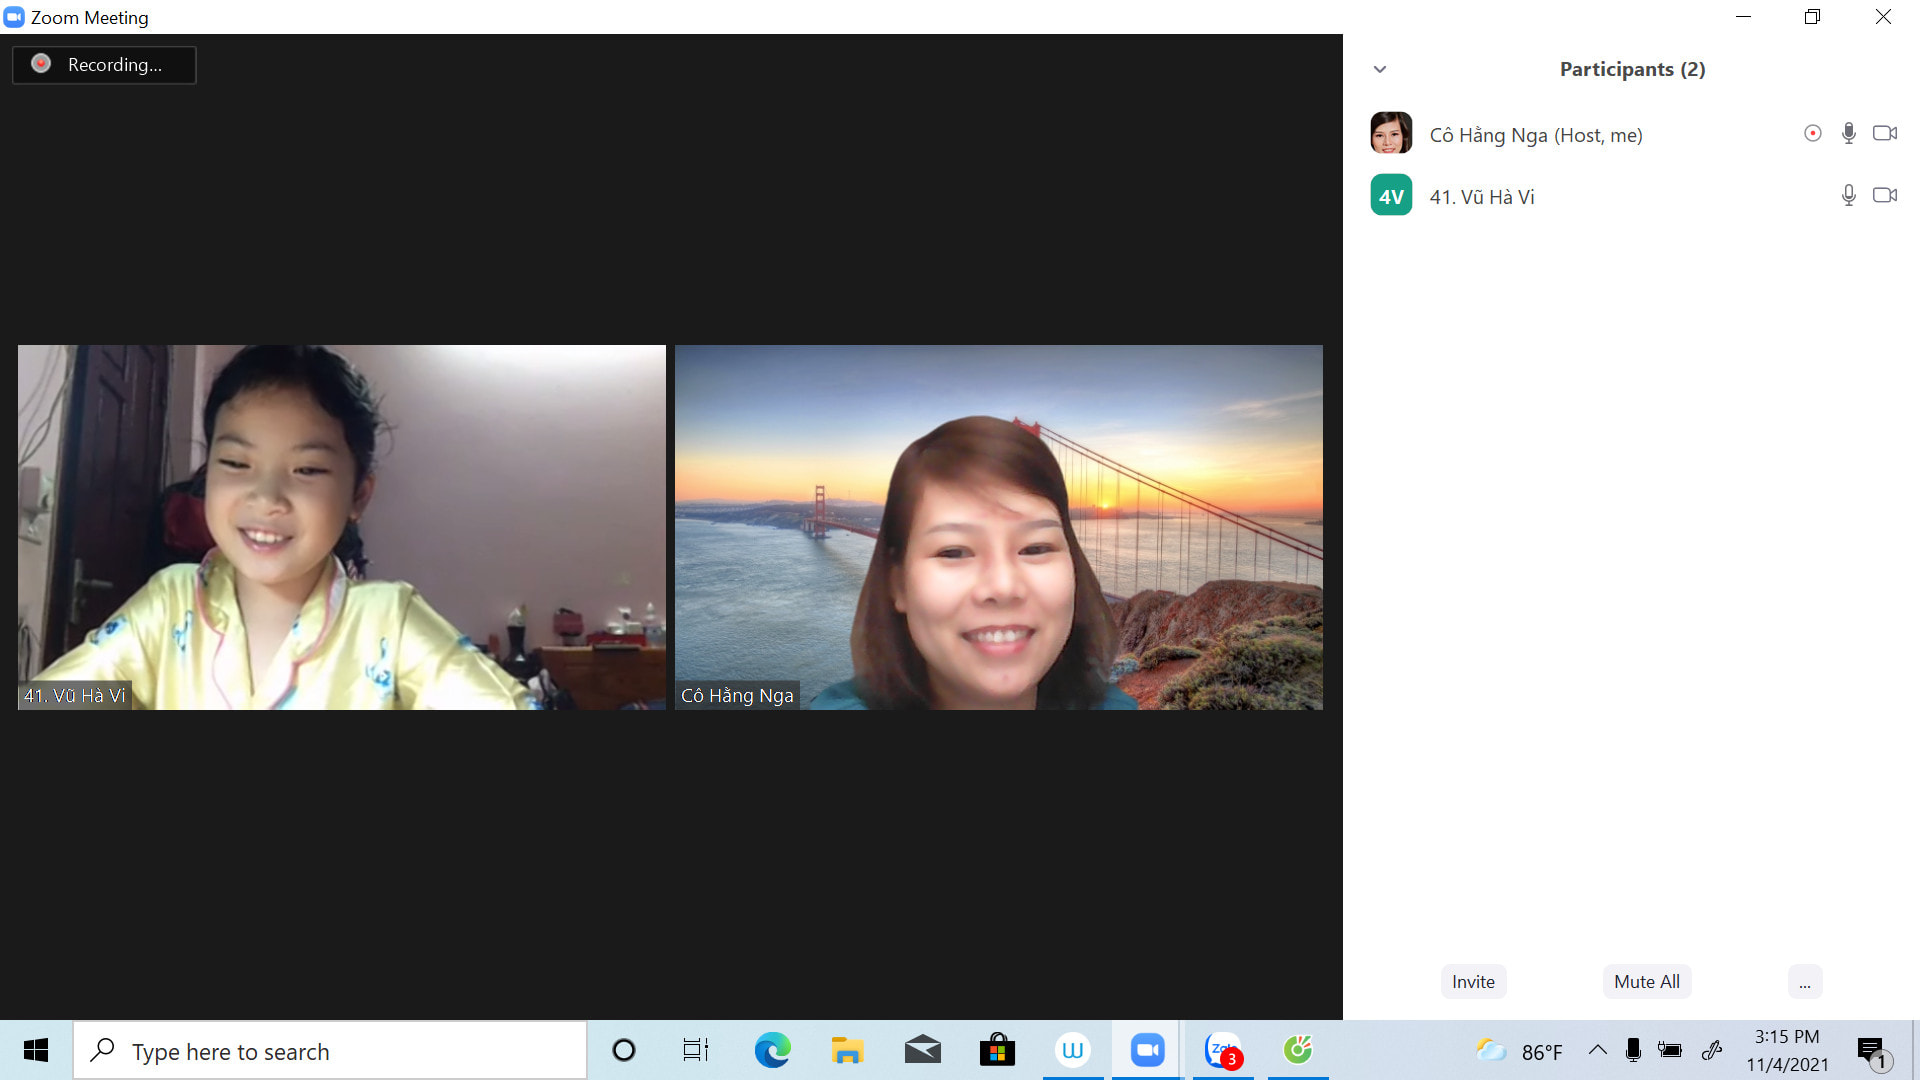 Zoom Meeting
Recording...
Participants (2)
Cô Hằng Nga (Host, me)
4V
41. Vũ Hà Vi
41. Vũ Hà Vi
Cô Hằng Nga
Invite
Mute All
...
Type here to search
W
Zalo
3
86°F
3:15 PM
11/4/2021
1